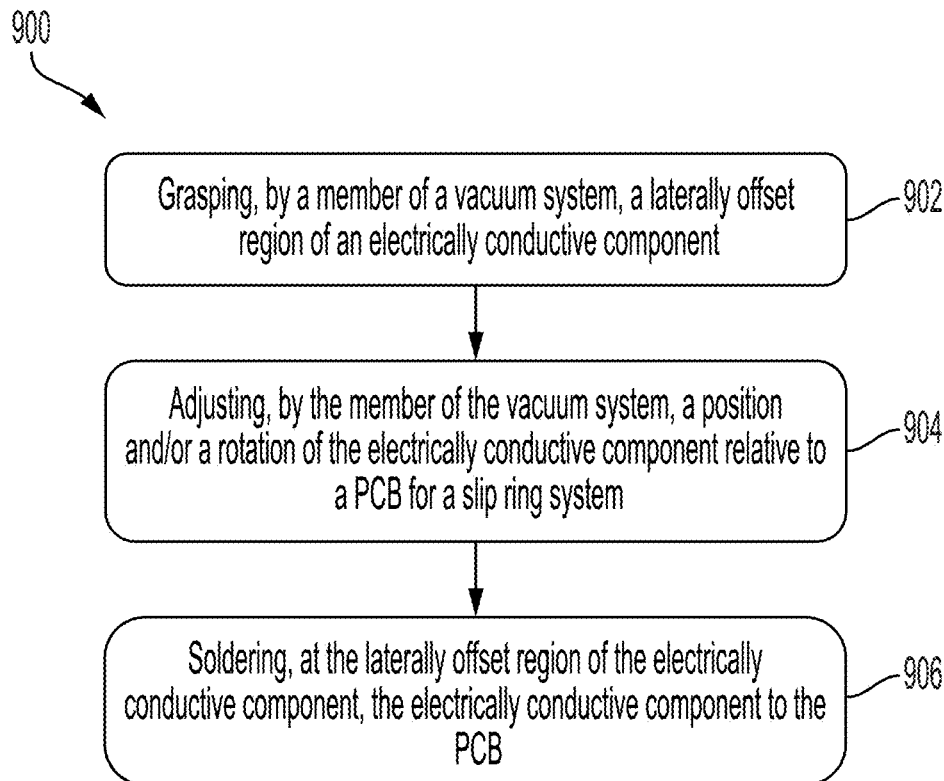 900
Grasping, by a member of a vacuum system, a laterally offset
region of an electrically conductive component
902
Adjusting, by the member of the vacuum system, a position
and/or a rotation of the electrically conductive component relative to
a PCB for a slip ring system
904
Soldering, at the laterally offset region of the electrically
conductive component, the electrically conductive component to the
PCB
906